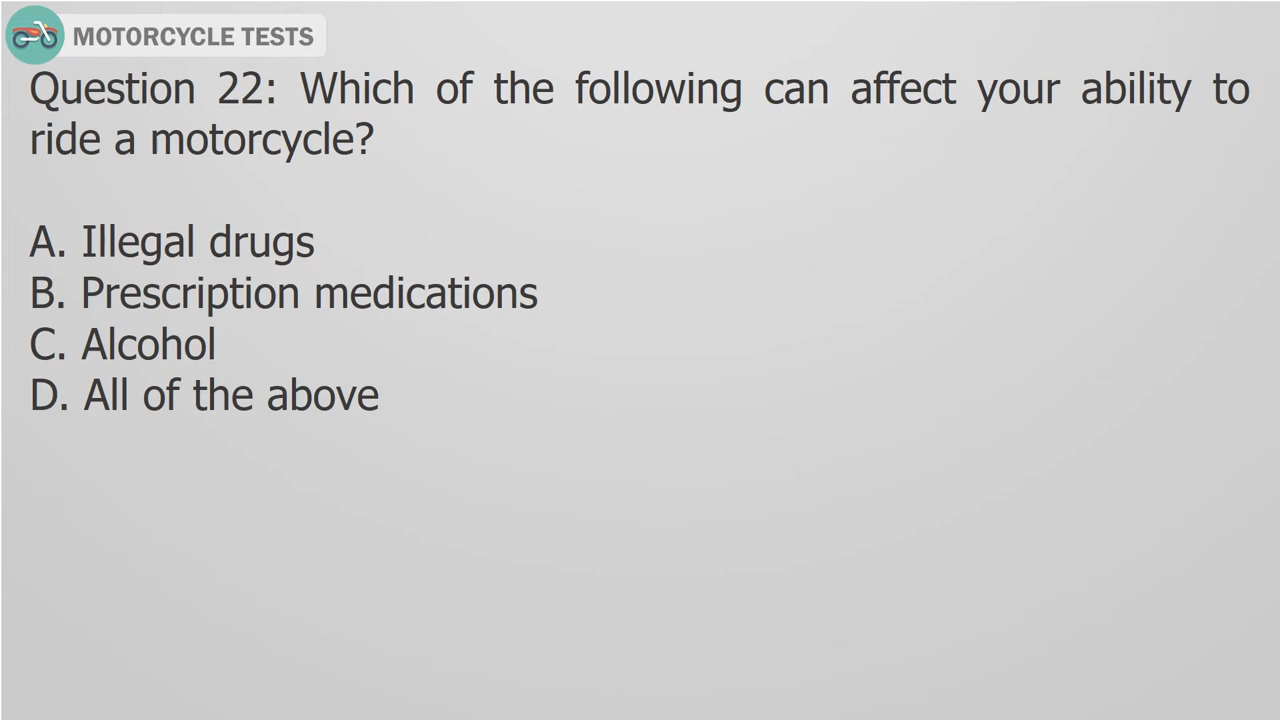 MOTORCYCLE TESTS
Question 22: Which of the following can affect your ability to
ride a motorcycle?
A. Illegal drugs
B. Prescription medications
C. Alcohol
D. All of the above